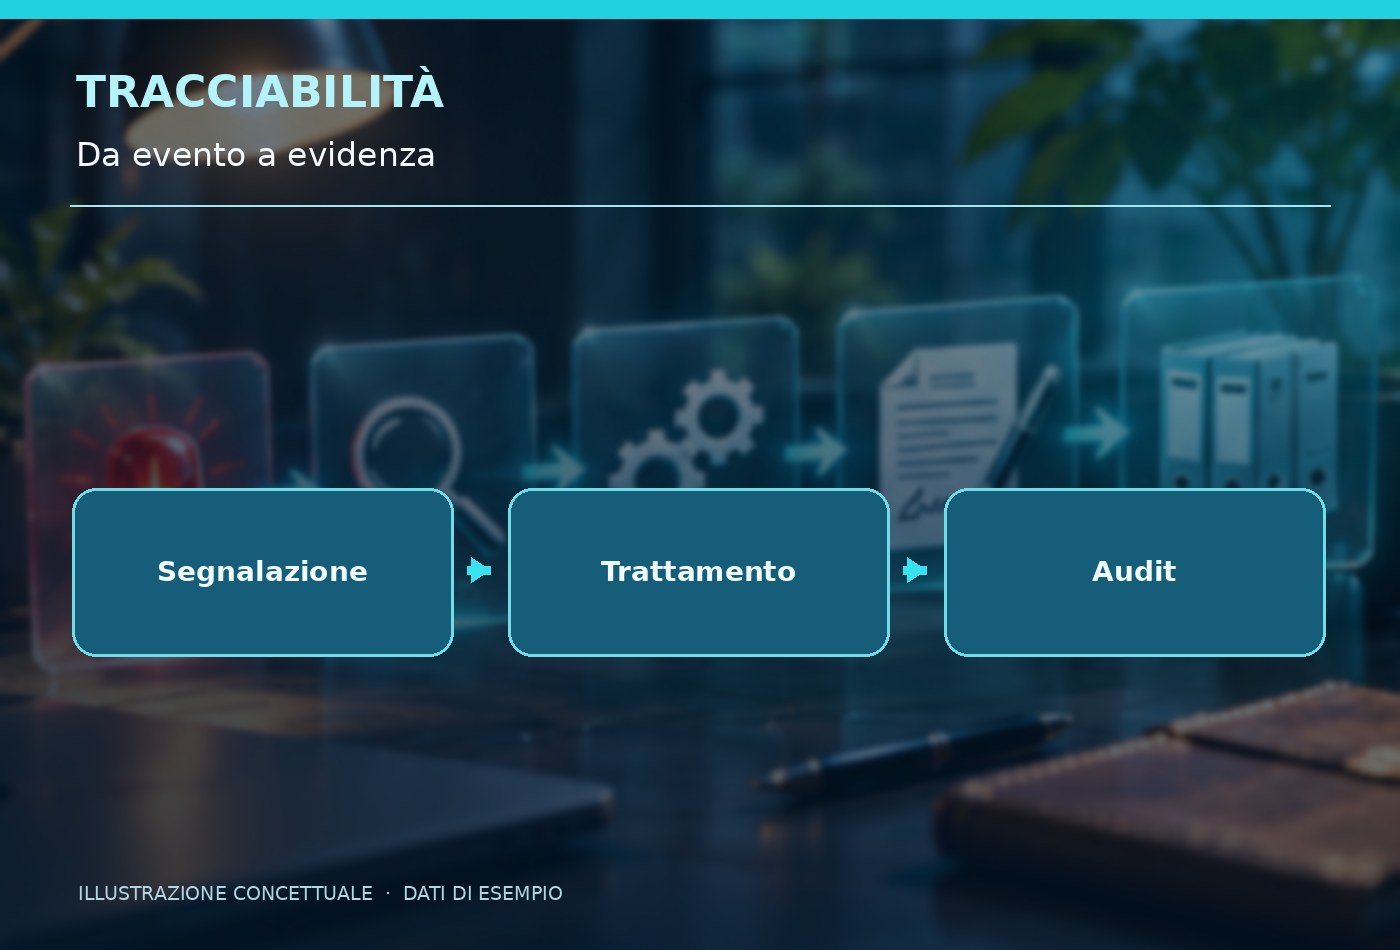 TRACCIABILITÀ
Da evento a evidenza
Segnalazione
Trattamento
Audit
ILLUSTRAZIONE CONCETTUALE · DATI DI ESEMPIO